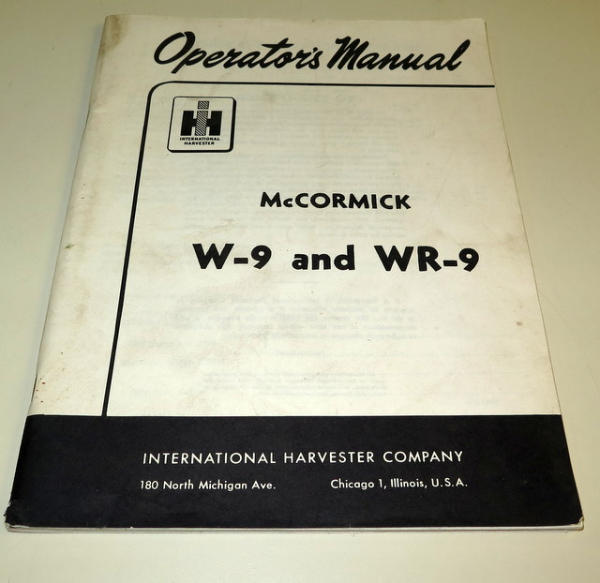 Operator's Manual
IH
INTERNATIONAL
HARVESTER
McCORMICK
W-9 and WR-9
INTERNATIONAL HARVESTER COMPANY
180 North Michigan Ave. Chicago 1, Illinois, U.S.A.